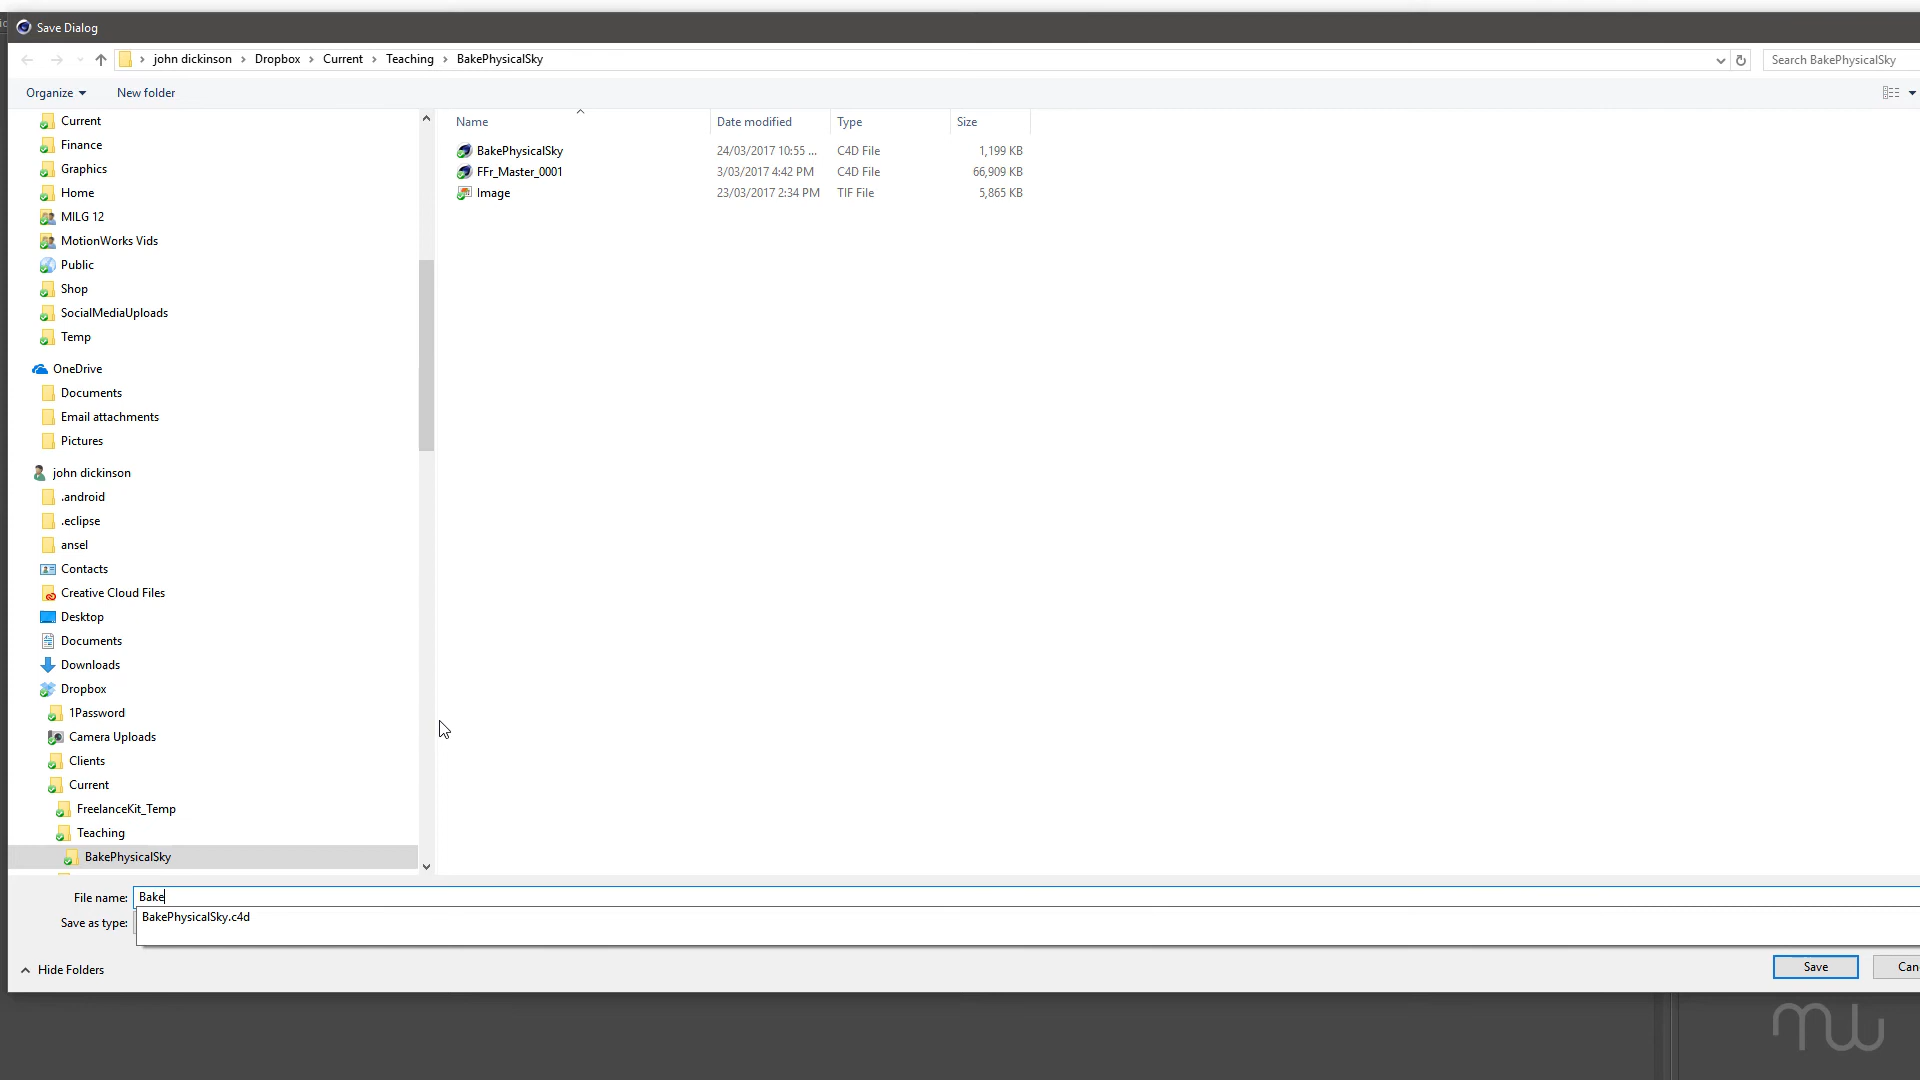 Save Dialog
john dickinson > Dropbox > Current > Teaching > BakePhysicalSky
Search BakePhysicalSky
Organize
New folder
Current
Finance
Graphics
Home
MILG 12
MotionWorks Vids
Public
Shop
SocialMediaUploads
Temp
OneDrive
Documents
Email attachments
Pictures
john dickinson
.android
.eclipse
ansel
Contacts
Creative Cloud Files
Desktop
Documents
Downloads
Dropbox
1Password
Camera Uploads
Clients
Current
FreelanceKit_Temp
Teaching
BakePhysicalSky
Name Date modified Type Size
BakePhysicalSky 24/03/2017 10:55 ... C4D File 1,199 KB
FFr_Master_0001 3/03/2017 4:42 PM C4D File 66,909 KB
Image 23/03/2017 2:34 PM TIF File 5,865 KB
File name: Bake
BakePhysicalSky.c4d
Save as type:
Hide Folders
Save
Can
mw